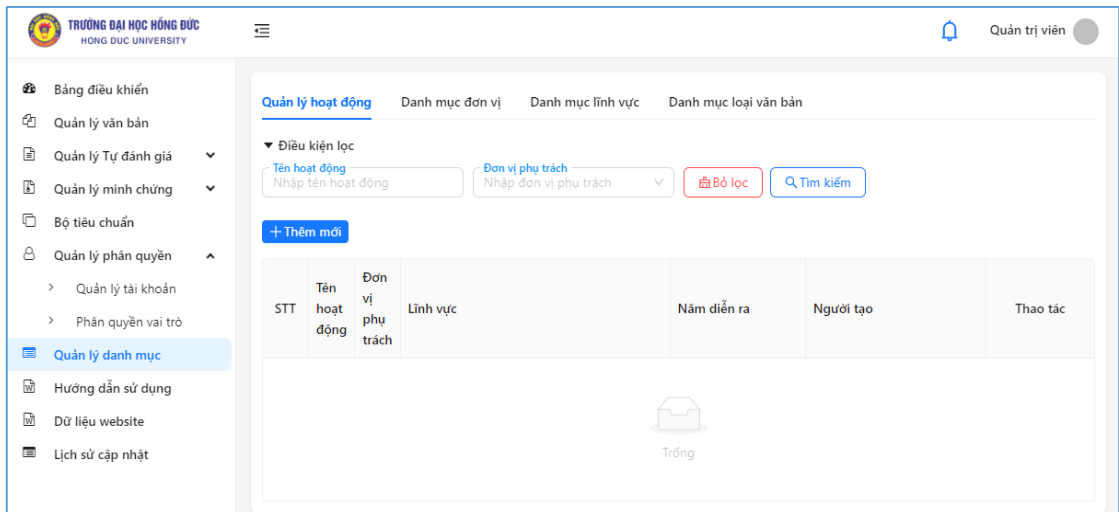 TRƯỜNG ĐẠI HỌC HỒNG ĐỨC
HONG DUC UNIVERSITY
Quản trị viên
Bảng điều khiển
Quản lý văn bản
Quản lý Tự đánh giá
Quản lý minh chứng
Bộ tiêu chuẩn
Quản lý phân quyền
Quản lý tài khoản
Phân quyền vai trò
Quản lý danh mục
Hướng dẫn sử dụng
Dữ liệu website
Lịch sử cập nhật
Quản lý hoạt động Danh mục đơn vị Danh mục lĩnh vực Danh mục loại văn bản
Điều kiện lọc
Tên hoạt động Đơn vị phụ trách
Nhập tên hoạt động Nhập đơn vị phụ trách Bỏ lọc Tìm kiếm
Thêm mới
STT Tên hoạt động Đơn vị phụ trách Lĩnh vực Năm diễn ra Người tạo Thao tác
Trống